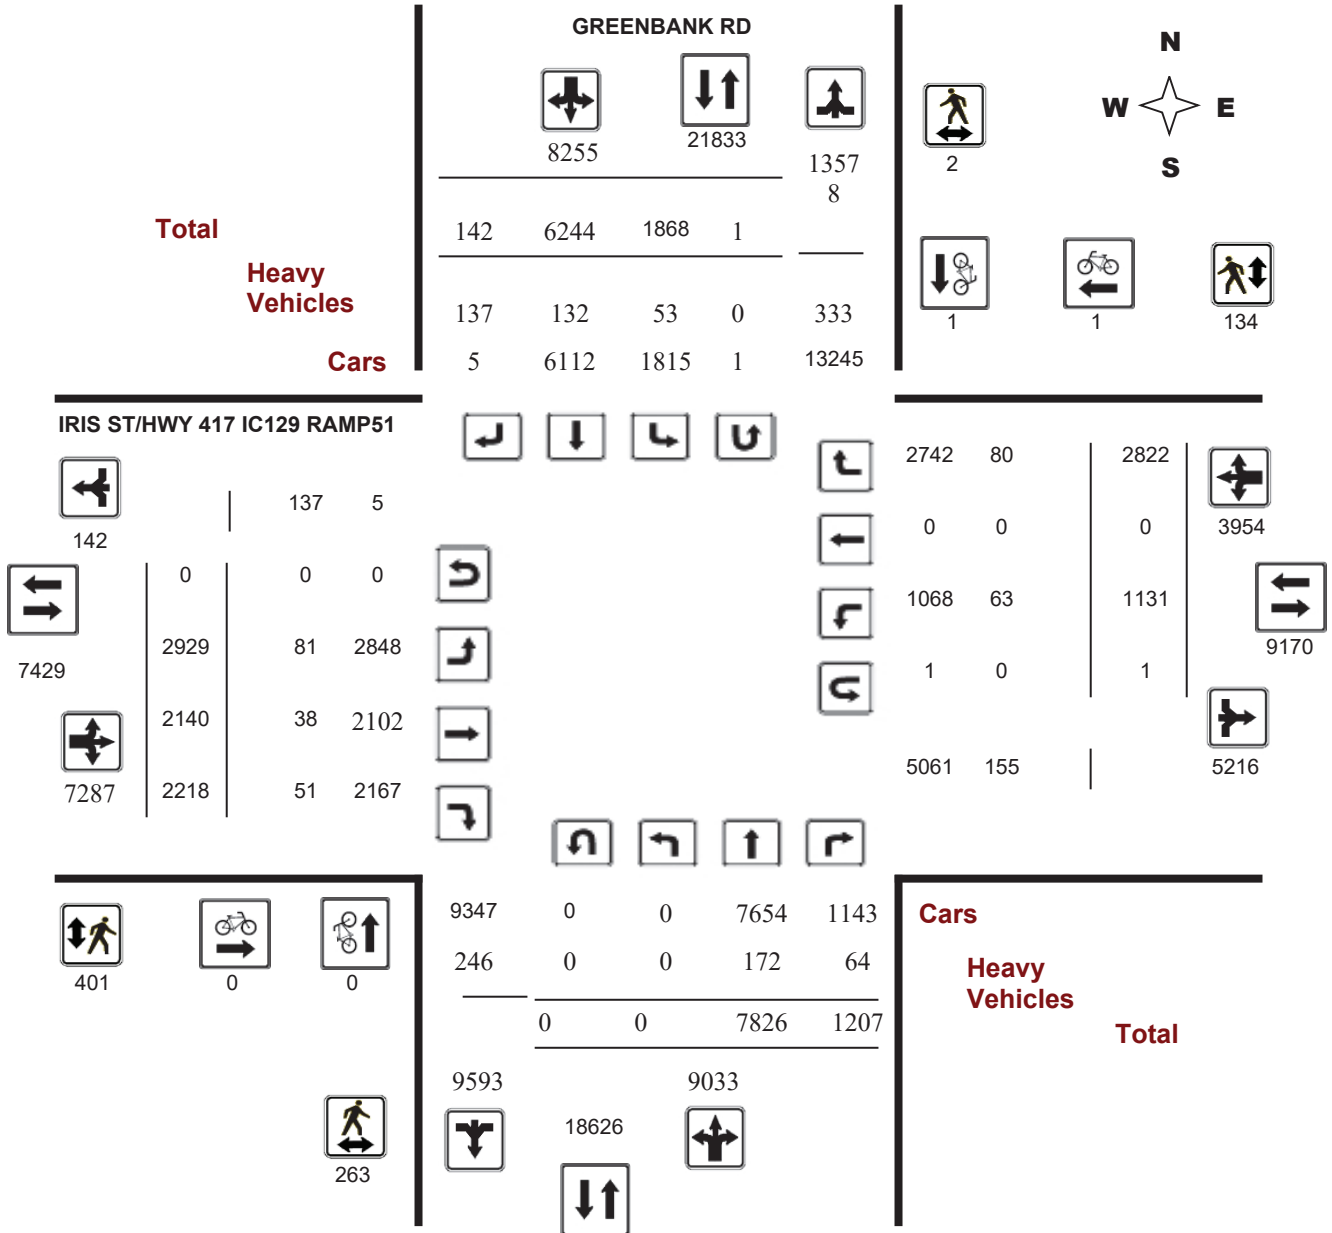 GREENBANK RD
N
W E
S
8255
21833
1357
8
2
Total
142 6244 1868 1
Heavy
Vehicles
137 132 53 0 333
1 1 134
Cars
5 6112 1815 1 13245
IRIS ST/HWY 417 IC129 RAMP51
2742 80 2822
137 5
142
0 0 0 3954
0 0 0
1068 63 1131
2929 81 2848
7429
9170
1 0 1
2140 38 2102
5061 155 5216
7287 2218 51 2167
9347 0 0 7654 1143
Cars
246 0 0 172 64
Heavy
Vehicles
401 0 0
0 0 7826 1207
Total
9593 9033
18626
263